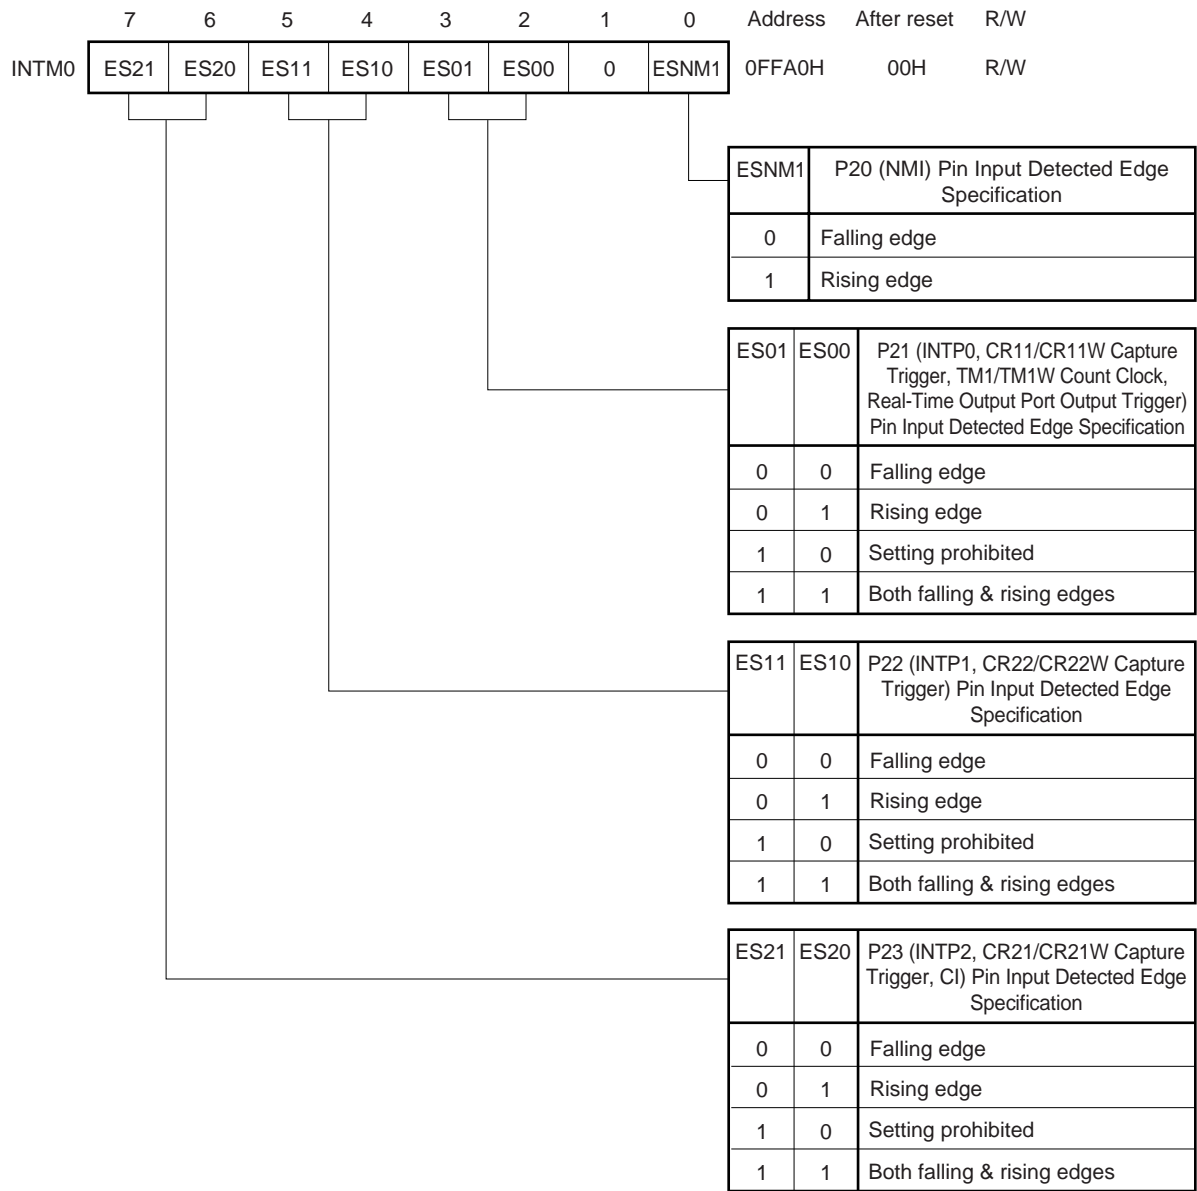 7 6 5 4 3 2 1 0 Address After reset R/W
INTM0 ES21 ES20 ES11 ES10 ES01 ES00 0 ESNM1 0FFA0H 00H R/W
ESNM1 P20 (NMI) Pin Input Detected Edge
Specification
0 Falling edge
1 Rising edge
ES01 ES00 P21 (INTP0, CR11/CR11W Capture
Trigger, TM1/TM1W Count Clock,
Real-Time Output Port Output Trigger)
Pin Input Detected Edge Specification
0 0 Falling edge
0 1 Rising edge
1 0 Setting prohibited
1 1 Both falling & rising edges
ES11 ES10 P22 (INTP1, CR22/CR22W Capture
Trigger) Pin Input Detected Edge
Specification
0 0 Falling edge
0 1 Rising edge
1 0 Setting prohibited
1 1 Both falling & rising edges
ES21 ES20 P23 (INTP2, CR21/CR21W Capture
Trigger, CI) Pin Input Detected Edge
Specification
0 0 Falling edge
0 1 Rising edge
1 0 Setting prohibited
1 1 Both falling & rising edges